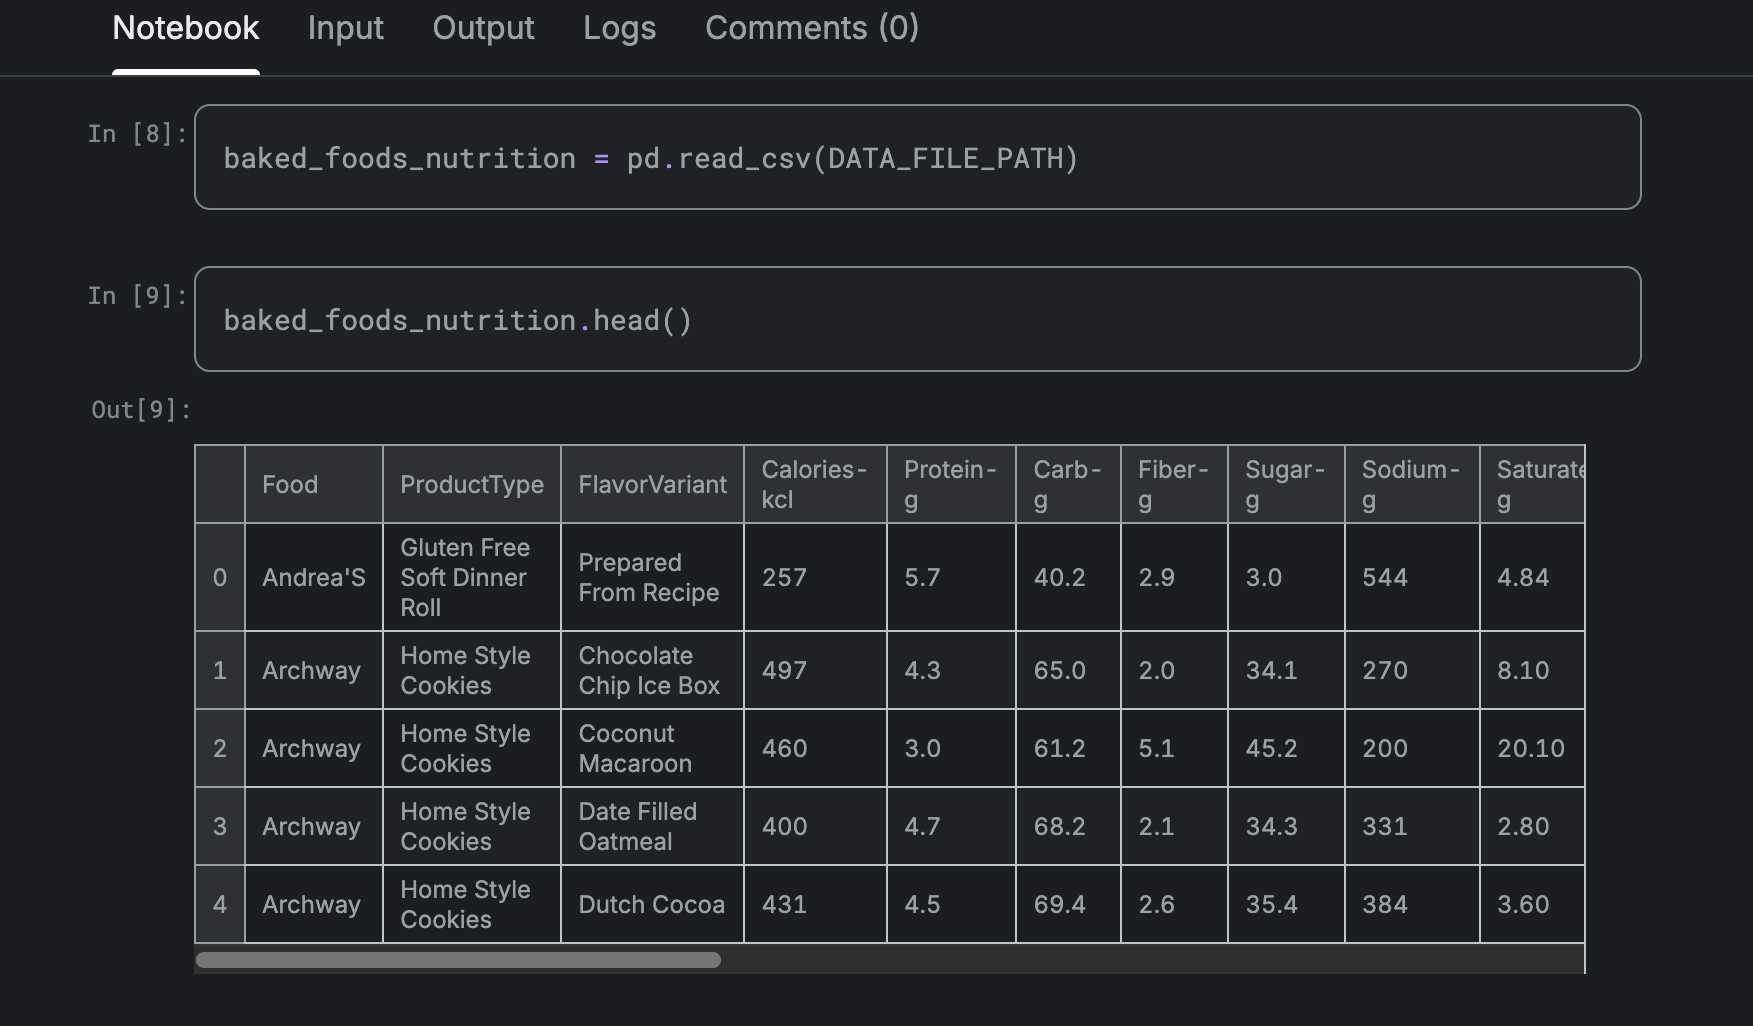 Notebook Input Output Logs Comments (0)
In [8]:
baked_foods_nutrition = pd.read_csv(DATA_FILE_PATH)
In [9]:
baked_foods_nutrition.head()
Out[9]:
Food ProductType FlavorVariant Calories-kcl Protein-g Carb-g Fiber-g Sugar-g Sodium-g Saturate g
0 Andrea'S Gluten Free Soft Dinner Roll Prepared From Recipe 257 5.7 40.2 2.9 3.0 544 4.84
1 Archway Home Style Cookies Chocolate Chip Ice Box 497 4.3 65.0 2.0 34.1 270 8.10
2 Archway Home Style Cookies Coconut Macaroon 460 3.0 61.2 5.1 45.2 200 20.10
3 Archway Home Style Cookies Date Filled Oatmeal 400 4.7 68.2 2.1 34.3 331 2.80
4 Archway Home Style Cookies Dutch Cocoa 431 4.5 69.4 2.6 35.4 384 3.60